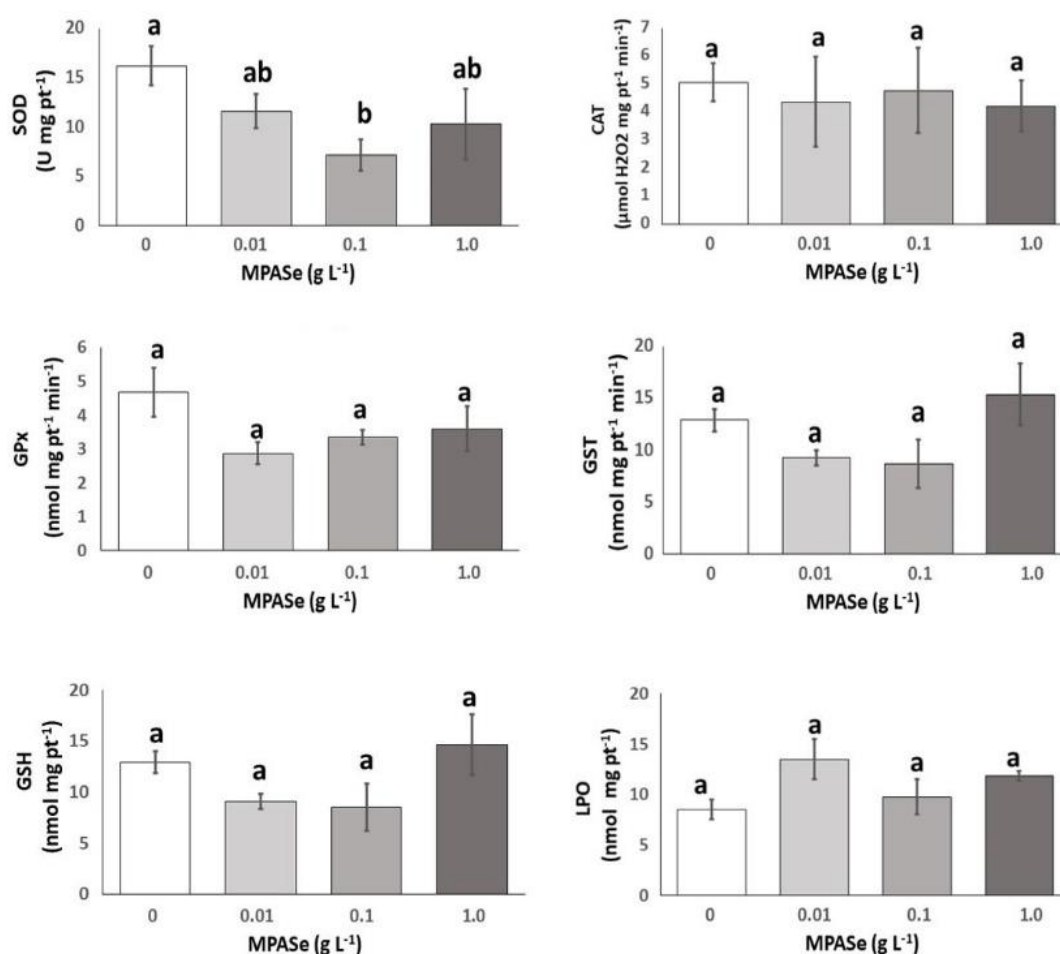 SOD
(U mg pt⁻¹)
20
15
10
5
0
a
ab
b
ab
0 0.01 0.1 1.0
MPASe (g L⁻¹)
CAT
(µmol H2O2 mg pt⁻¹ min⁻¹)
7
6
5
4
3
2
1
0
a
a
a
a
0 0.01 0.1 1.0
MPASe (g L⁻¹)
GPx
(nmol mg pt⁻¹ min⁻¹)
6
5
4
3
2
1
0
a
a
a
a
0 0.01 0.1 1.0
MPASe (g L⁻¹)
GST
(nmol mg pt⁻¹ min⁻¹)
20
15
10
5
0
a
a
a
a
0 0.01 0.1 1.0
MPASe (g L⁻¹)
GSH
(nmol mg pt⁻¹)
20
15
10
5
0
a
a
a
a
0 0.01 0.1 1.0
MPASe (g L⁻¹)
LPO
(nmol mg pt⁻¹)
20
15
10
5
0
a
a
a
a
0 0.01 0.1 1.0
MPASe (g L⁻¹)